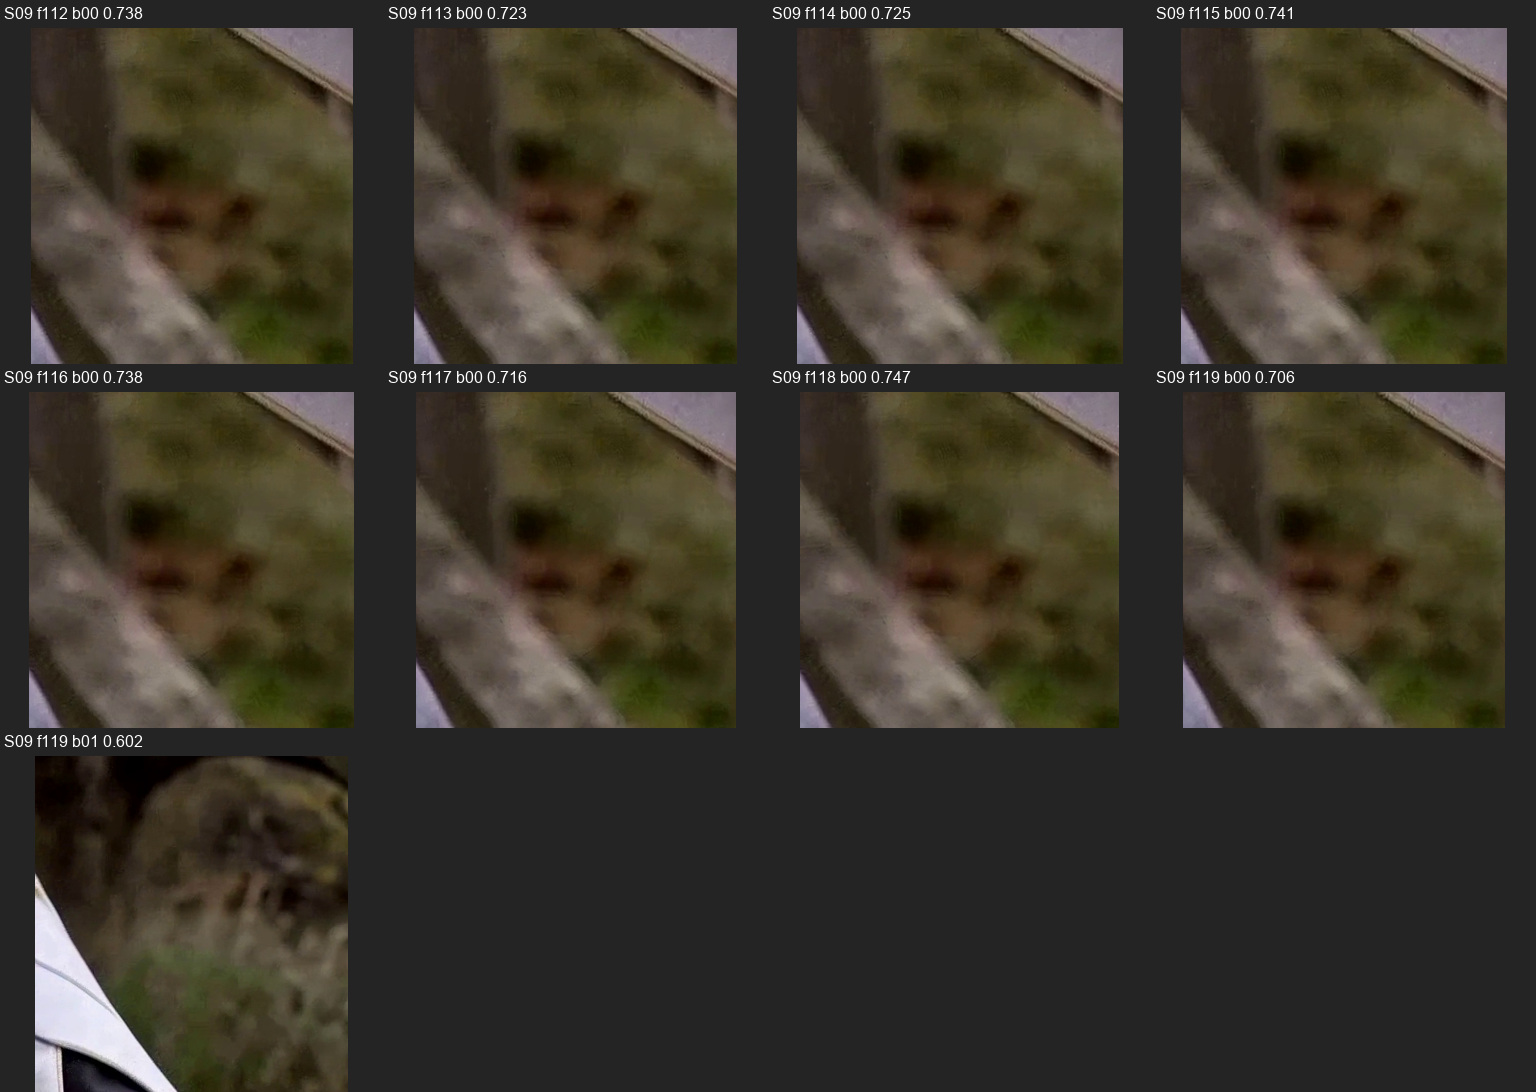 S09 f112 b00 0.738
S09 f113 b00 0.723
S09 f114 b00 0.725
S09 f115 b00 0.741
S09 f116 b00 0.738
S09 f117 b00 0.716
S09 f118 b00 0.747
S09 f119 b00 0.706
S09 f119 b01 0.602